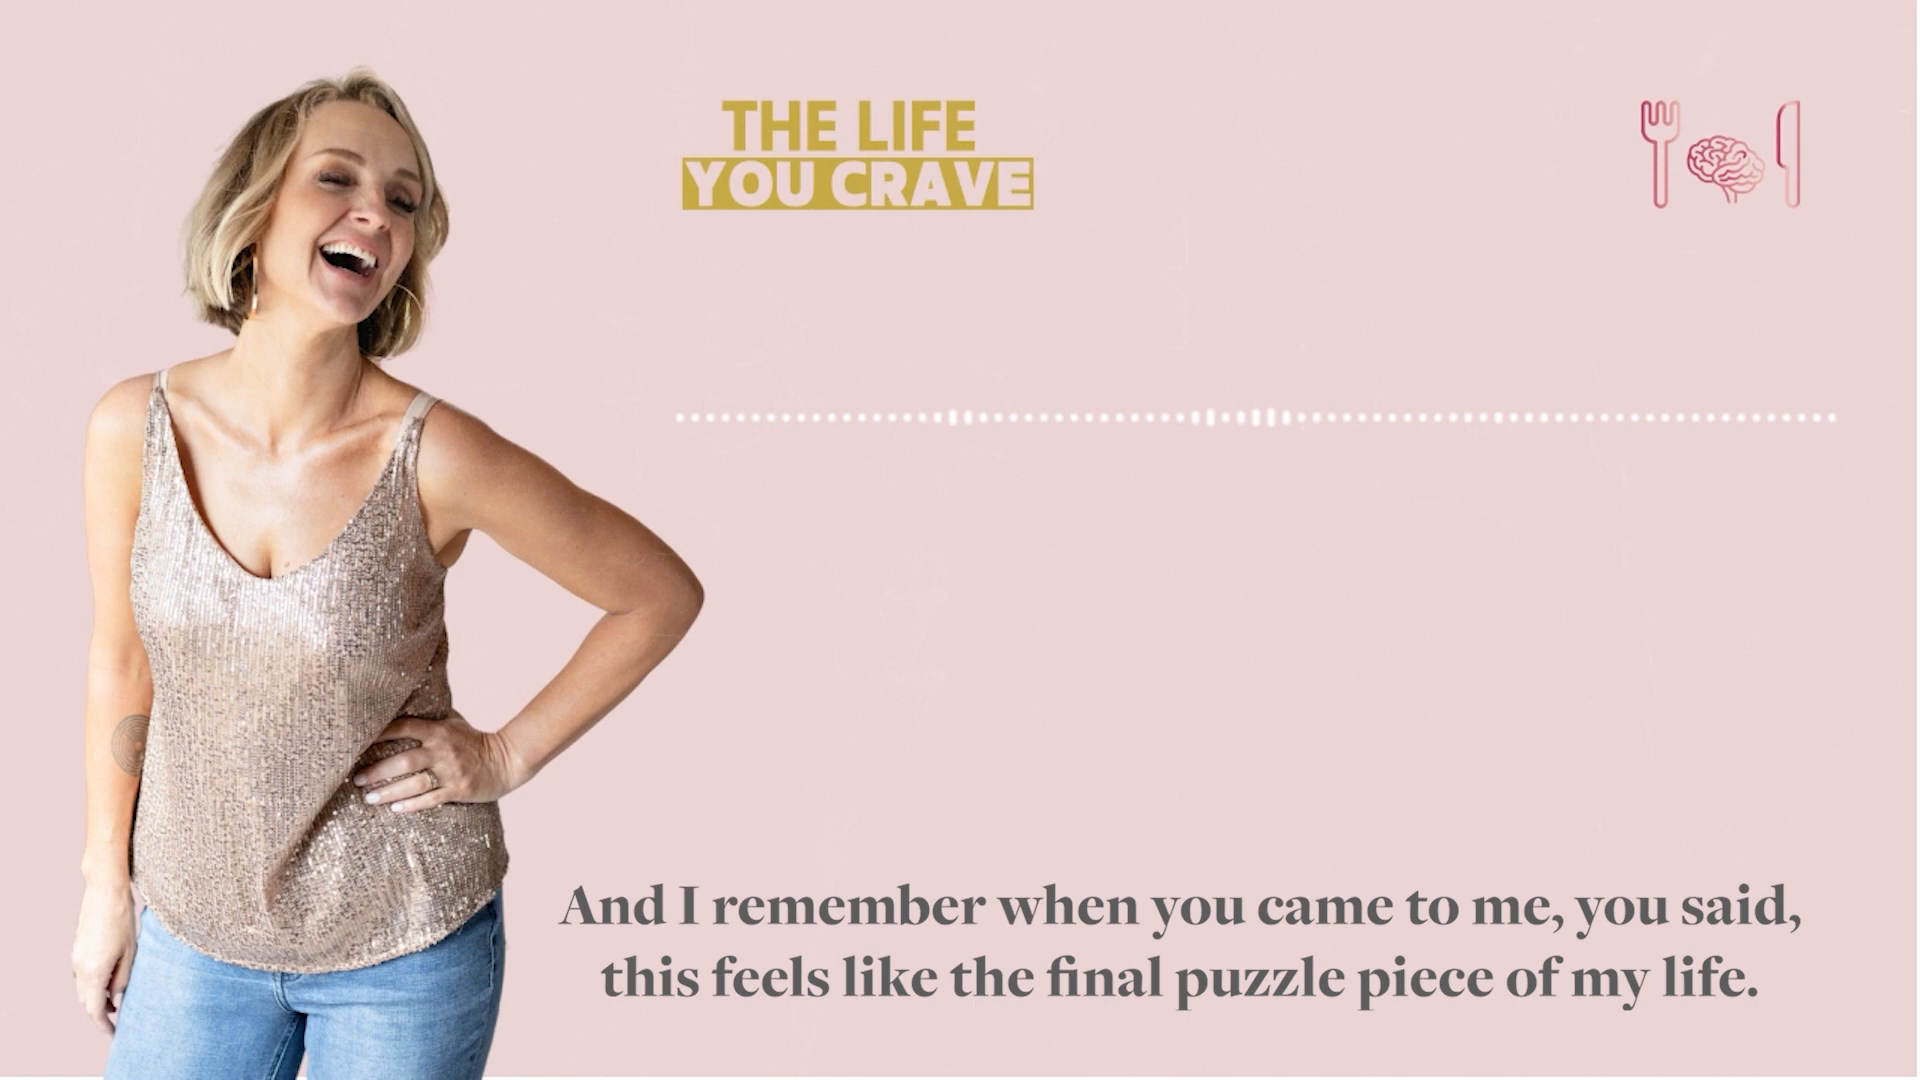 THE LIFE
YOU CRAVE
And I remember when you came to me, you said,
this feels like the final puzzle piece of my life.